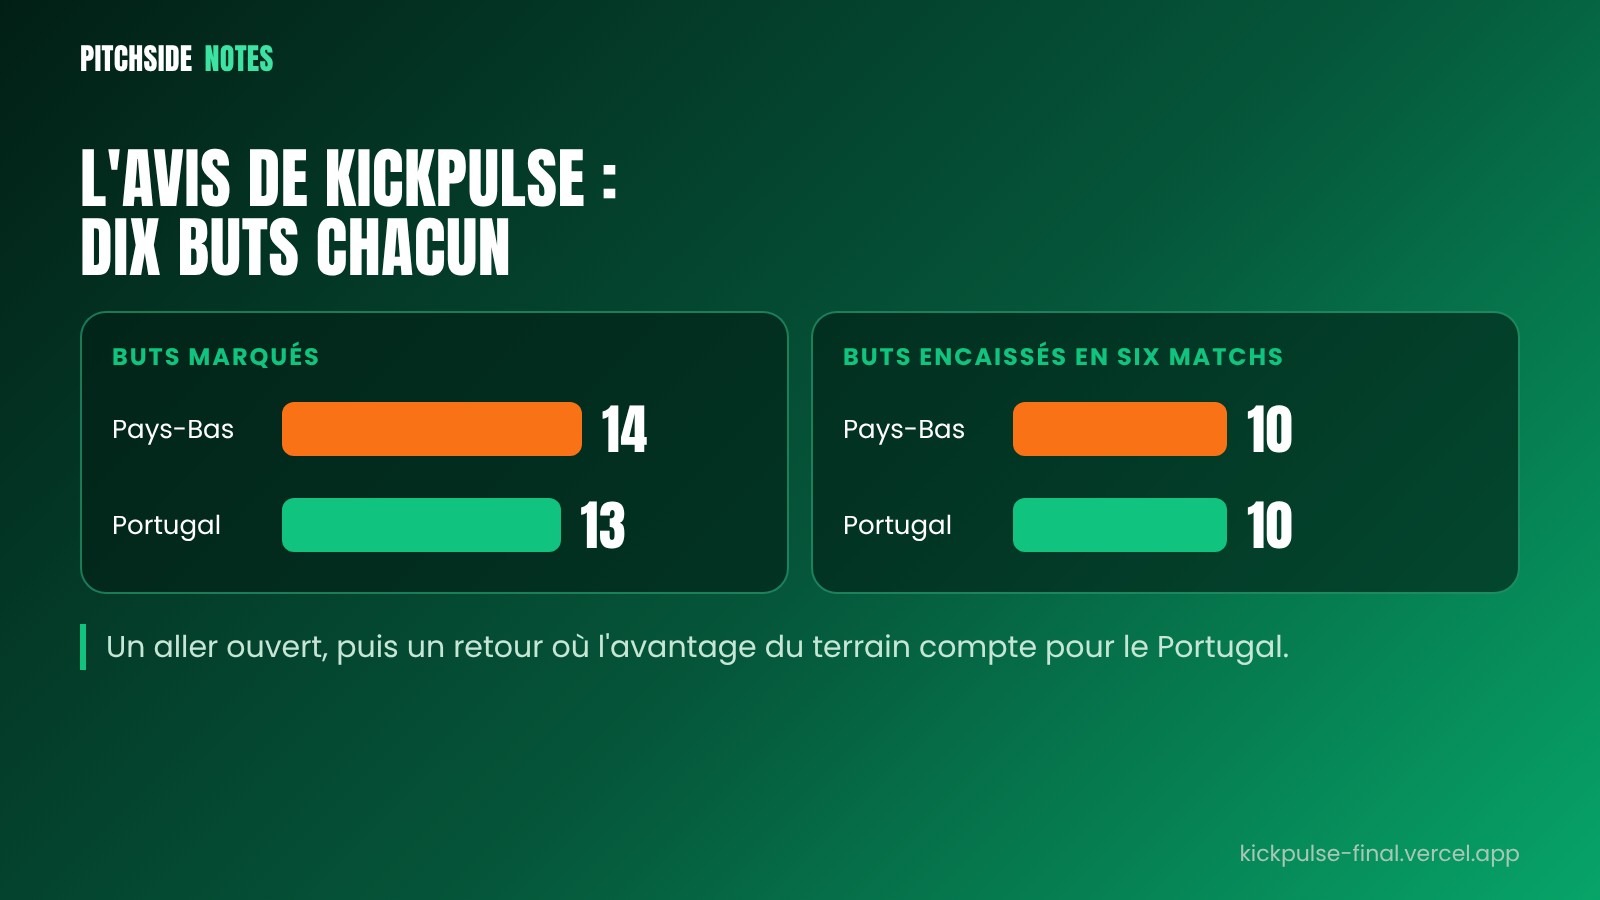 PITCHSIDE NOTES
L'AVIS DE KICKPULSE :
DIX BUTS CHACUN
BUTS MARQUÉS
Pays-Bas 14
Portugal 13
BUTS ENCAISSÉS EN SIX MATCHS
Pays-Bas 10
Portugal 10
Un aller ouvert, puis un retour où l'avantage du terrain compte pour le Portugal.
kickpulse-final.vercel.app